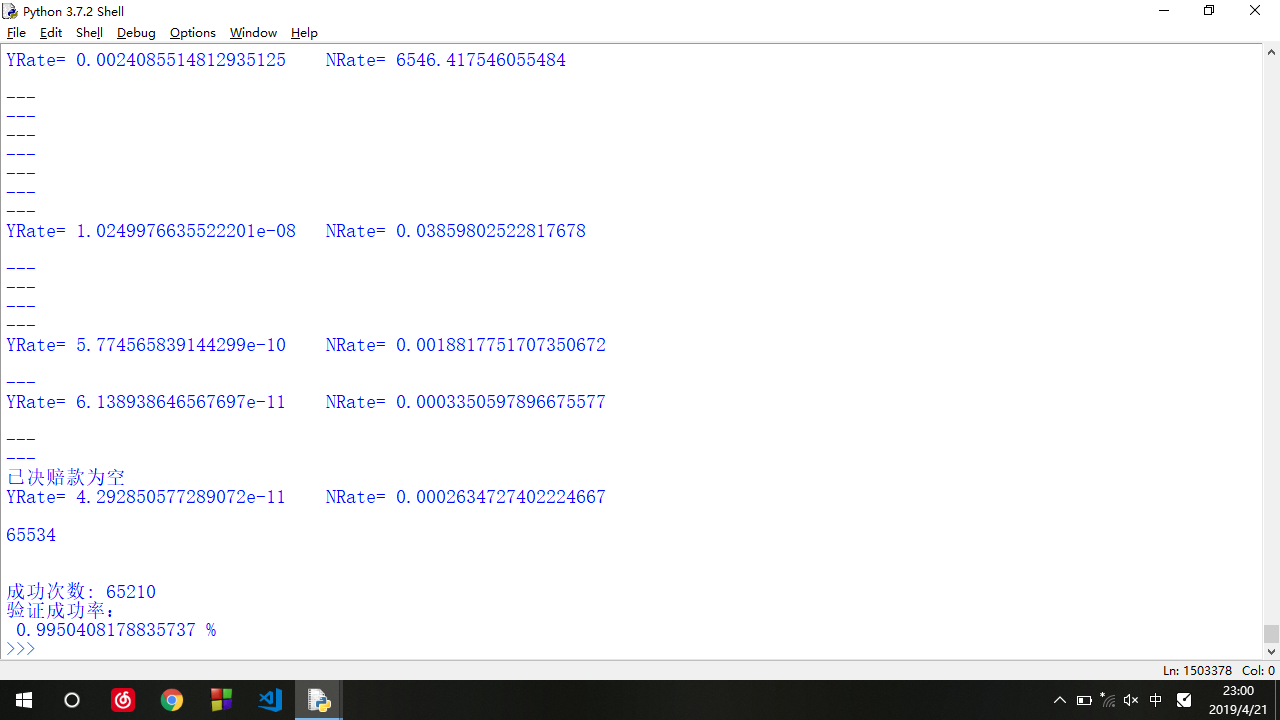 Python 3.7.2 Shell
File Edit Shell Debug Options Window Help
YRate= 0.0024085514812935125 NRate= 6546.417546055484
---
---
---
---
---
---
---
YRate= 1.0249976635522201e-08 NRate= 0.03859802522817678
---
---
---
---
YRate= 5.774565839144299e-10 NRate= 0.0018817751707350672
---
YRate= 6.138938646567697e-11 NRate= 0.0003350597896675577
---
---
已决赔款为空
YRate= 4.292850577289072e-11 NRate= 0.0002634727402224667
65534
成功次数: 65210
验证成功率:
0.9950408178835737 %
>>>
Ln: 1503378 Col: 0
中
23:00
2019/4/21